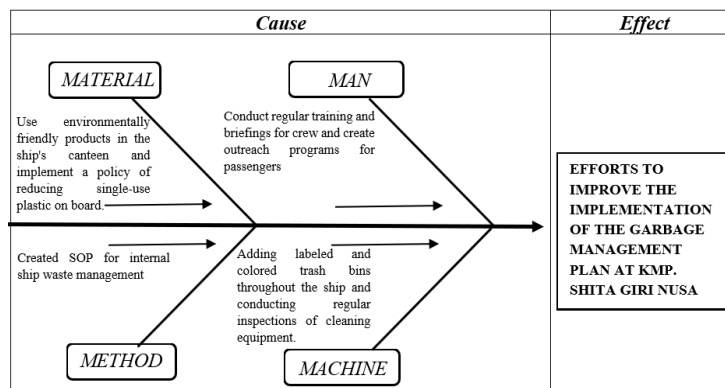 Cause
Effect
MATERIAL
MAN
Use environmentally
friendly products in the
ship's canteen and
implement a policy of
reducing single-use
plastic on board.
Conduct regular training and
briefings for crew and create
outreach programs for
passengers
EFFORTS TO
IMPROVE THE
IMPLEMENTATION
OF THE GARBAGE
MANAGEMENT
PLAN AT KMP.
SHITA GIRI NUSA
Created SOP for internal
ship waste management
Adding labeled and
colored trash bins
throughout the ship and
conducting regular
inspections of cleaning
equipment.
METHOD
MACHINE